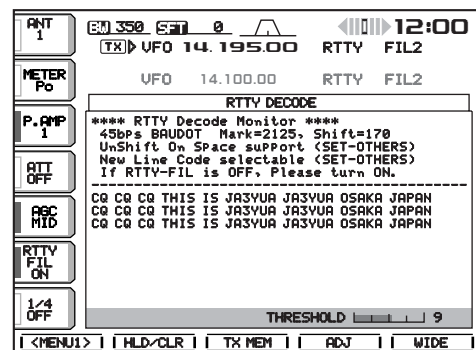 ANT
1
BW 350 SFT 0
12:00
TX VFO 14.195.00 RTTY FIL2
METER
Po
VFO 14.100.00 RTTY FIL2
RTTY DECODE
P.AMP
1
**** RTTY Decode Monitor ****
45bps BAUDOT Mark=2125, Shift=170
UnShift On Space support (SET-OTHERS)
New Line Code selectable (SET-OTHERS)
If RTTY-FIL is OFF, Please turn ON.
--------------------------------------------------
ATT
OFF
CQ CQ CQ THIS IS JA3YUA JA3YUA OSAKA JAPAN
CQ CQ CQ THIS IS JA3YUA JA3YUA OSAKA JAPAN
CQ CQ CQ THIS IS JA3YUA JA3YUA OSAKA JAPAN
AGC
MID
RTTY
FIL
ON
1/4
OFF
THRESHOLD 9
<MENU1> HLD/CLR TX MEM ADJ WIDE